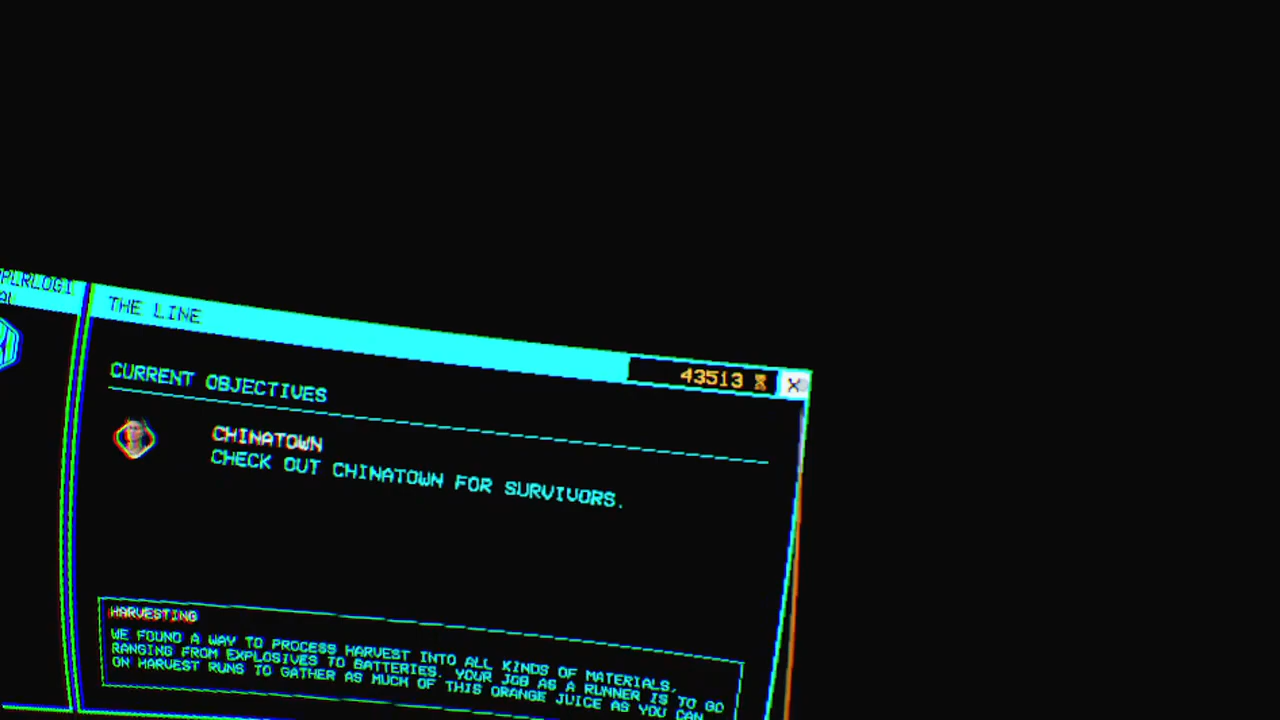 THE LINE
43513
X
CURRENT OBJECTIVES
CHINATOWN
CHECK OUT CHINATOWN FOR SURVIVORS.
HARVESTING
WE FOUND A WAY TO PROCESS HARVEST INTO ALL KINDS OF MATERIALS,
RANGING FROM EXPLOSIVES TO BATTERIES. YOUR JOB AS A RUNNER IS TO GO
ON HARVEST RUNS TO GATHER AS MUCH OF THIS ORANGE JUICE AS YOU CAN